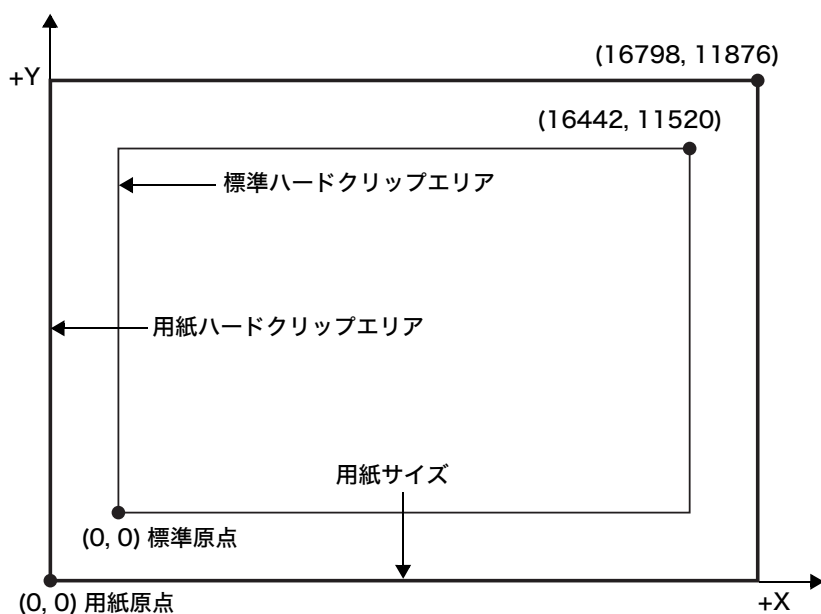 (16798, 11876)
+Y
(16442, 11520)
標準ハードクリップエリア
用紙ハードクリップエリア
用紙サイズ
(0, 0) 標準原点
(0, 0) 用紙原点
+X